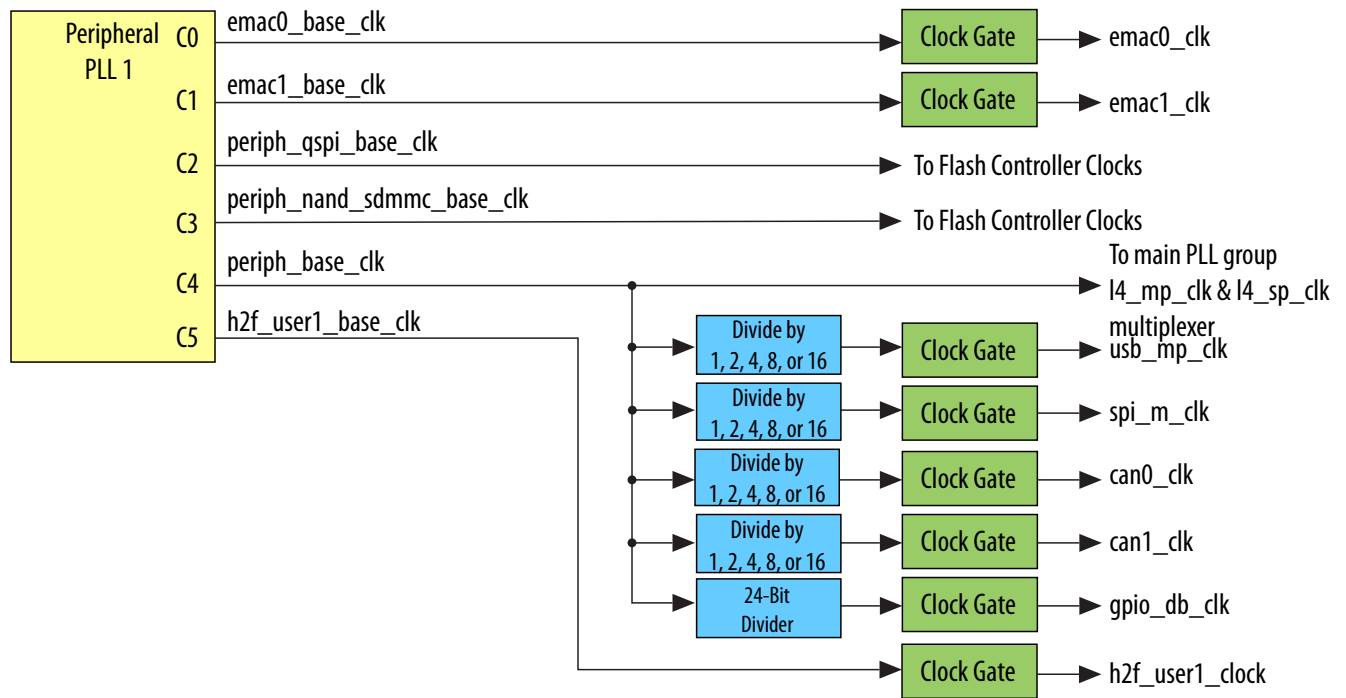 Peripheral
PLL 1
C0
emac0_base_clk
Clock Gate
emac0_clk
C1
emac1_base_clk
Clock Gate
emac1_clk
C2
periph_qspi_base_clk
To Flash Controller Clocks
C3
periph_nand_sdmmc_base_clk
To Flash Controller Clocks
C4
periph_base_clk
To main PLL group
l4_mp_clk & l4_sp_clk
multiplexer
C5
h2f_user1_base_clk
Divide by
1, 2, 4, 8, or 16
Clock Gate
usb_mp_clk
Divide by
1, 2, 4, 8, or 16
Clock Gate
spi_m_clk
Divide by
1, 2, 4, 8, or 16
Clock Gate
can0_clk
Divide by
1, 2, 4, 8, or 16
Clock Gate
can1_clk
24-Bit
Divider
Clock Gate
gpio_db_clk
Clock Gate
h2f_user1_clock